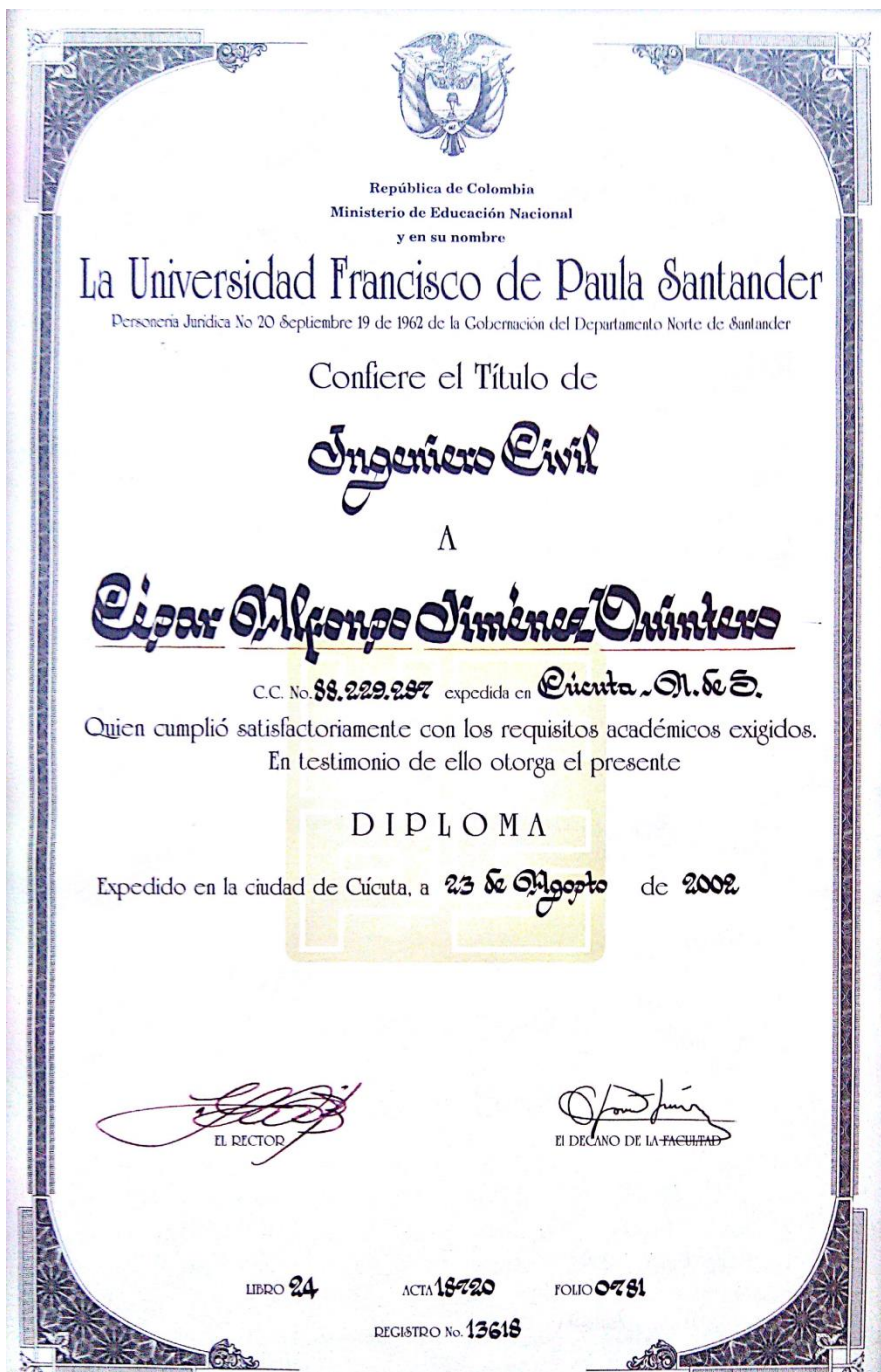 República de Colombia
Ministerio de Educación Nacional
y en su nombre
La Universidad Francisco de Paula Santander
Personería Jurídica No 20 Septiembre 19 de 1962 de la Gobernación del Departamento Norte de Santander
Confiere el Título de
Ingeniero Civil
A
César Alfonso Jiménez Quintero
C.C. No. 88.229.287 expedida en Cúcuta - N. de S.
Quien cumplió satisfactoriamente con los requisitos académicos exigidos.
En testimonio de ello otorga el presente
DIPLOMA
Expedido en la ciudad de Cúcuta, a 23 de Agosto de 2002
EL RECTOR
El DECANO DE LA FACULTAD
LIBRO 24 ACTA 18720 FOLIO 0781
REGISTRO No. 13618